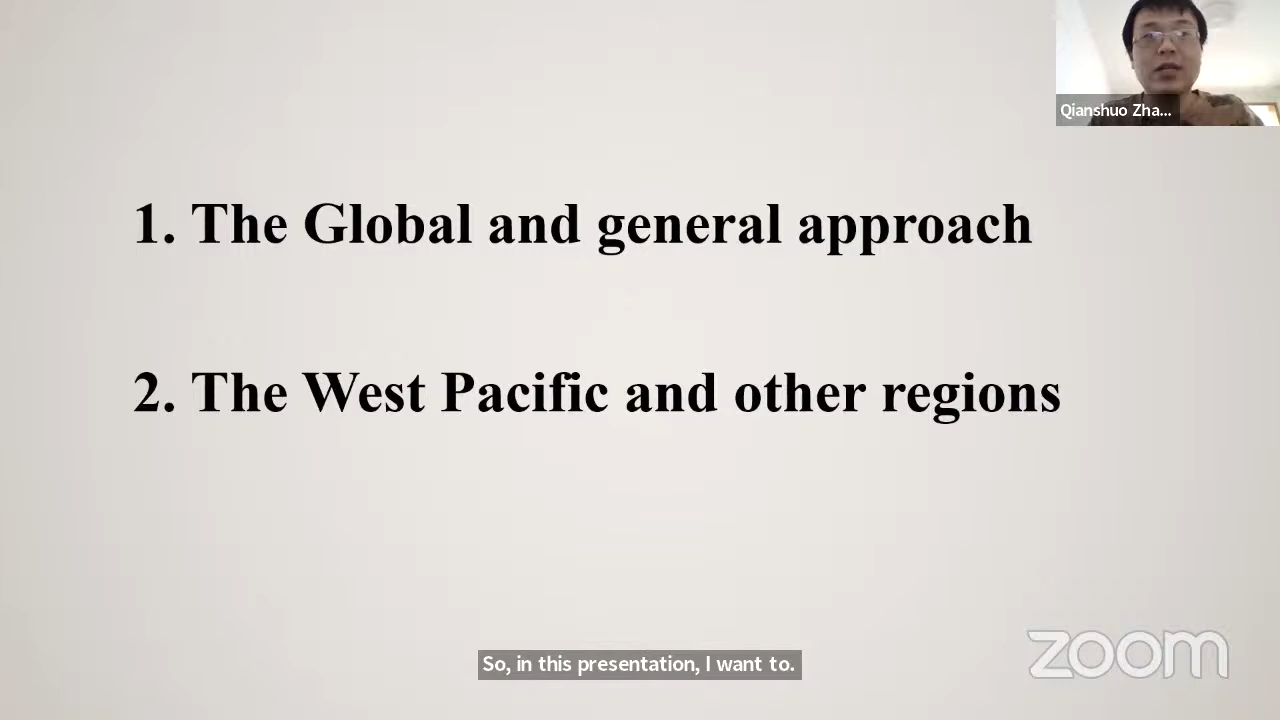 Qianshuo Zha...
1. The Global and general approach
2. The West Pacific and other regions
So, in this presentation, I want to.
zoom